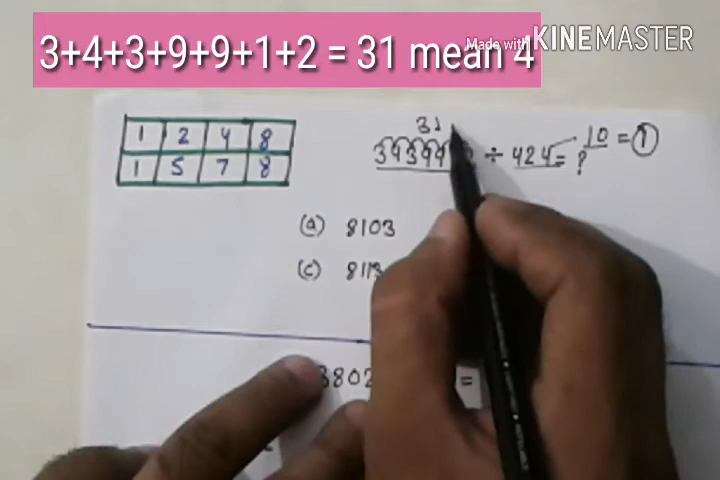 3+4+3+9+9+1+2 = 31 mean 4
Made with KINEMASTER
31
1 2 4 8
÷ 424 = ?
10 = 1
1 5 7 8
(a) 8103
(c) 8113
=